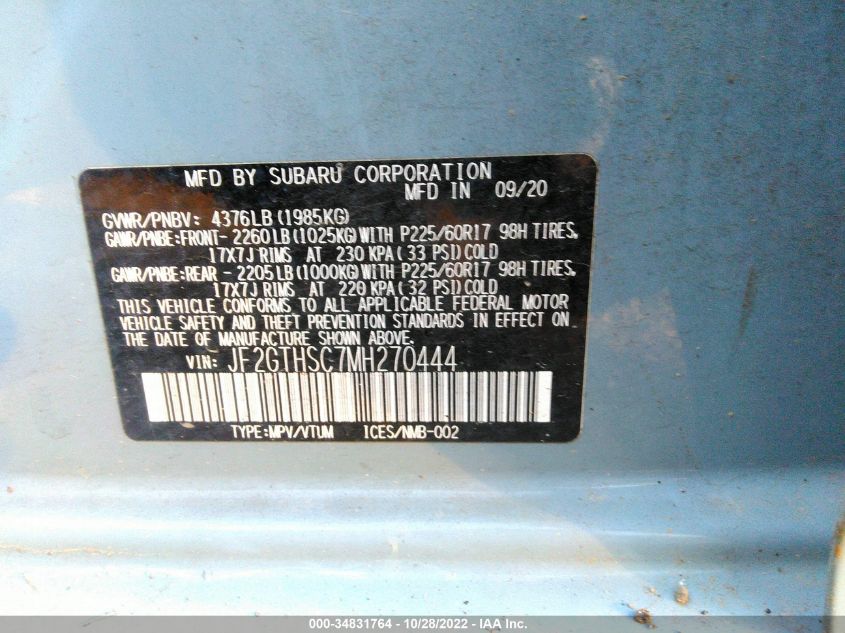 MFD BY SUBARU CORPORATION
MFD IN 09/20
GVWR/PNBV: 4376LB (1985KG)
GAWR/PNBE:FRONT- 2260LB (1025KG) WITH P225/60R17 98H TIRES,
17X7J RIMS AT 230 KPA (33 PSI) COLD
GAWR/PNBE:REAR - 2205LB (1000KG) WITH P225/60R17 98H TIRES,
17X7J RIMS AT 220 KPA (32 PSI) COLD
THIS VEHICLE CONFORMS TO ALL APPLICABLE FEDERAL MOTOR
VEHICLE SAFETY AND THEFT PREVENTION STANDARDS IN EFFECT ON
THE DATE OF MANUFACTURE SHOWN ABOVE.
VIN: JF2GTHSC7MH270444
TYPE:MPV/VTUM ICES/NMB-002
000-34831764 - 10/28/2022 - IAA Inc.